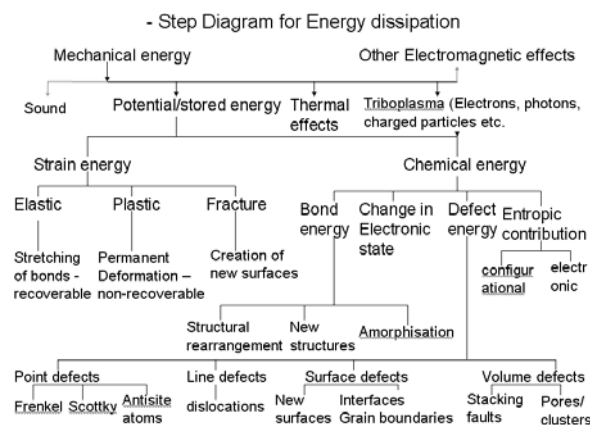 - Step Diagram for Energy dissipation
Mechanical energy
Other Electromagnetic effects
Sound
Potential/stored energy
Thermal
effects
Triboplasma (Electrons, photons,
charged particles etc.
Strain energy
Chemical energy
Elastic
Plastic
Fracture
Bond
energy
Change in
Electronic
state
Defect
energy
Entropic
contribution
Stretching
of bonds -
recoverable
Permanent
Deformation –
non-recoverable
Creation of
new surfaces
configur
ational
electr
onic
Structural
rearrangement
New
structures
Amorphisation
Point defects
Line defects
Surface defects
Volume defects
Frenkel
Scottky
Antisite
atoms
dislocations
New
surfaces
Interfaces
Grain boundaries
Stacking
faults
Pores/
clusters